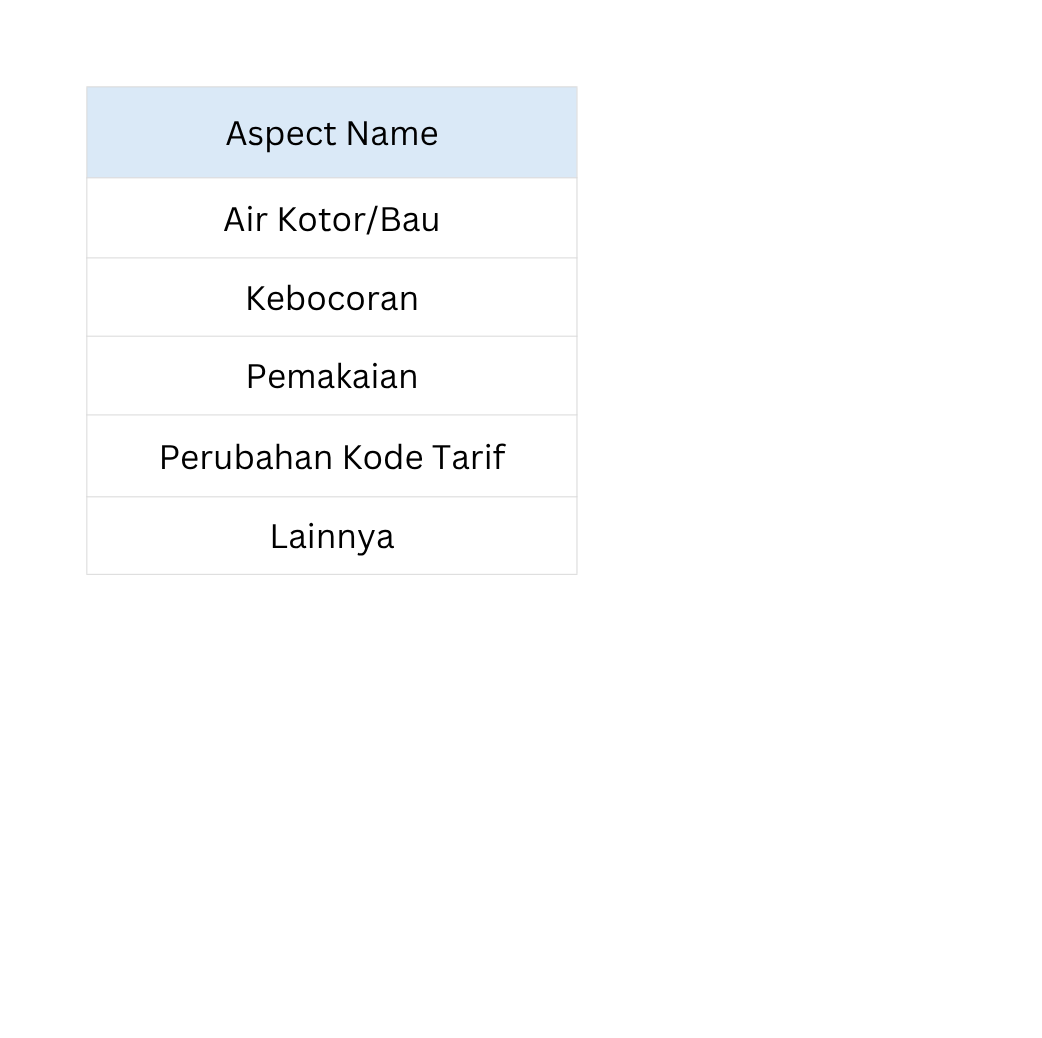 Aspect Name
Air Kotor/Bau
Kebocoran
Pemakaian
Perubahan Kode Tarif
Lainnya